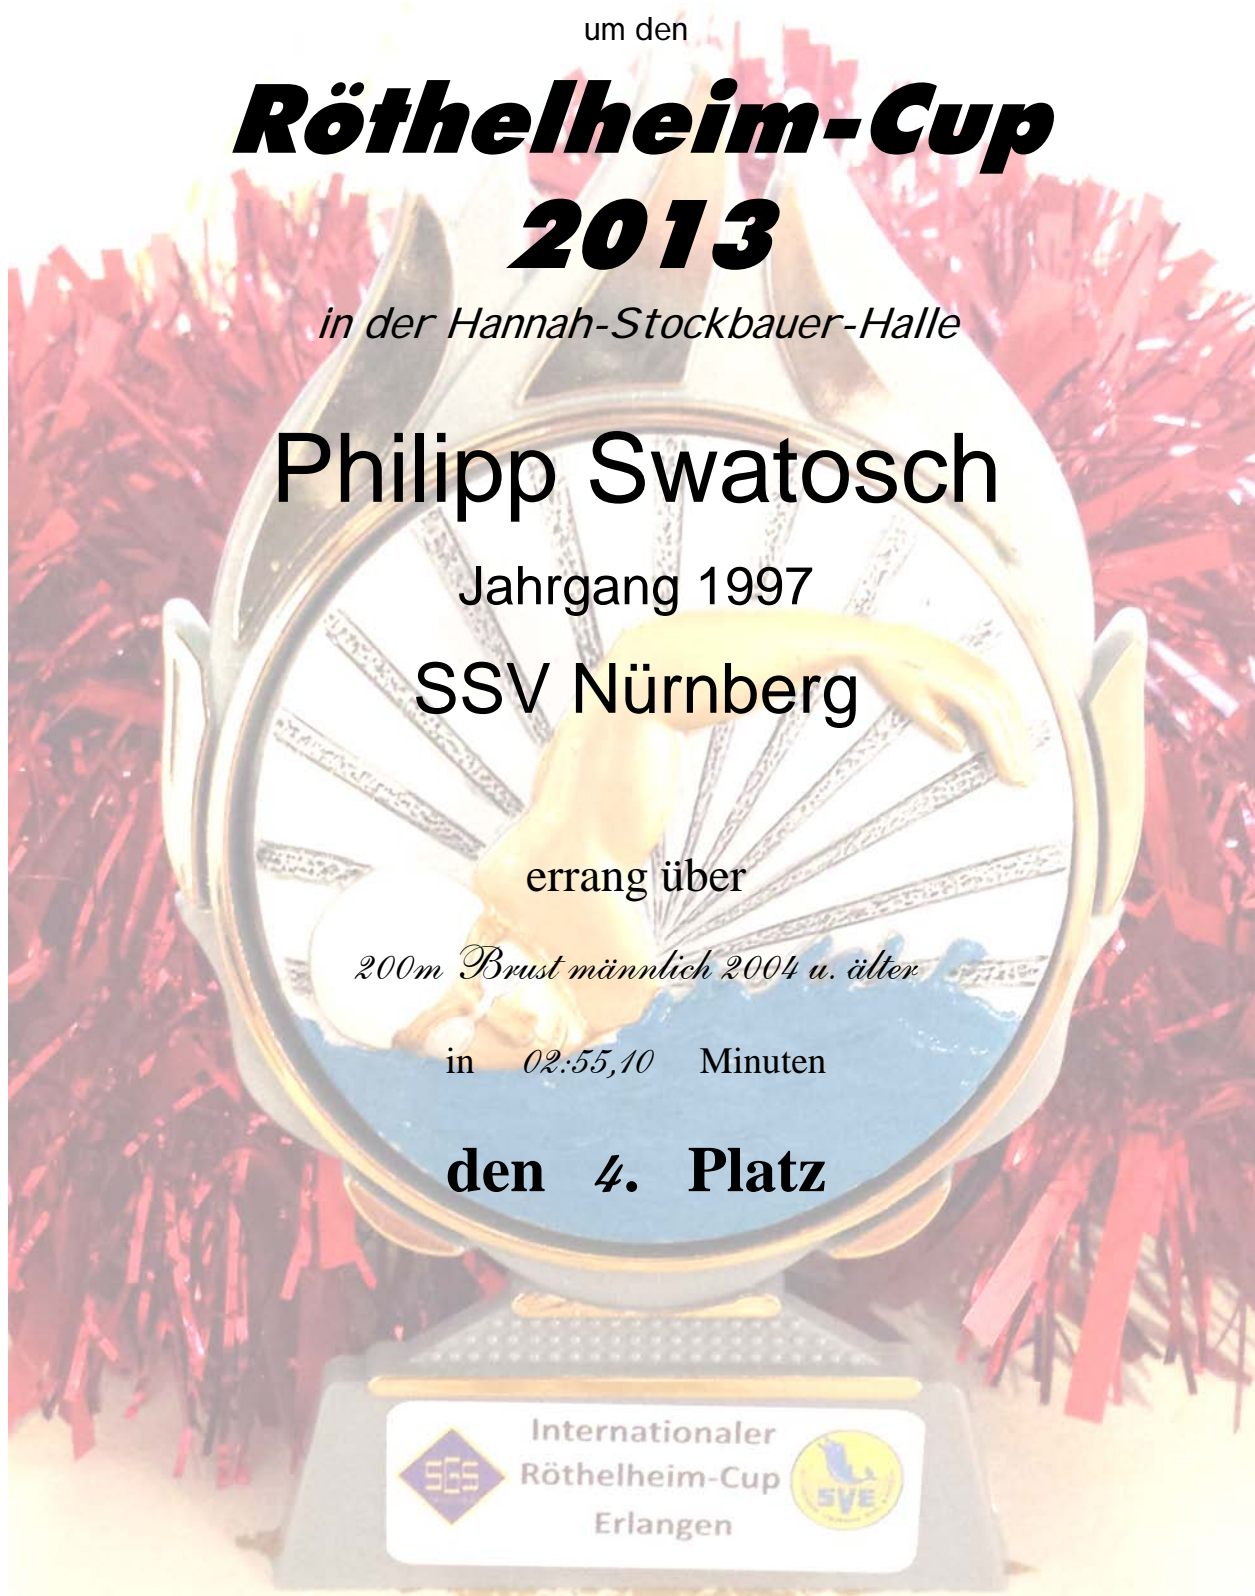 um den
Röthelheim-Cup
2013
in der Hannah-Stockbauer-Halle
Philipp Swatosch
Jahrgang 1997
SSV Nürnberg
errang über
200m Brust männlich 2004 u. älter
in 02:55,10 Minuten
den 4. Platz
Internationaler
SGS Röthelheim-Cup SVE
Erlangen